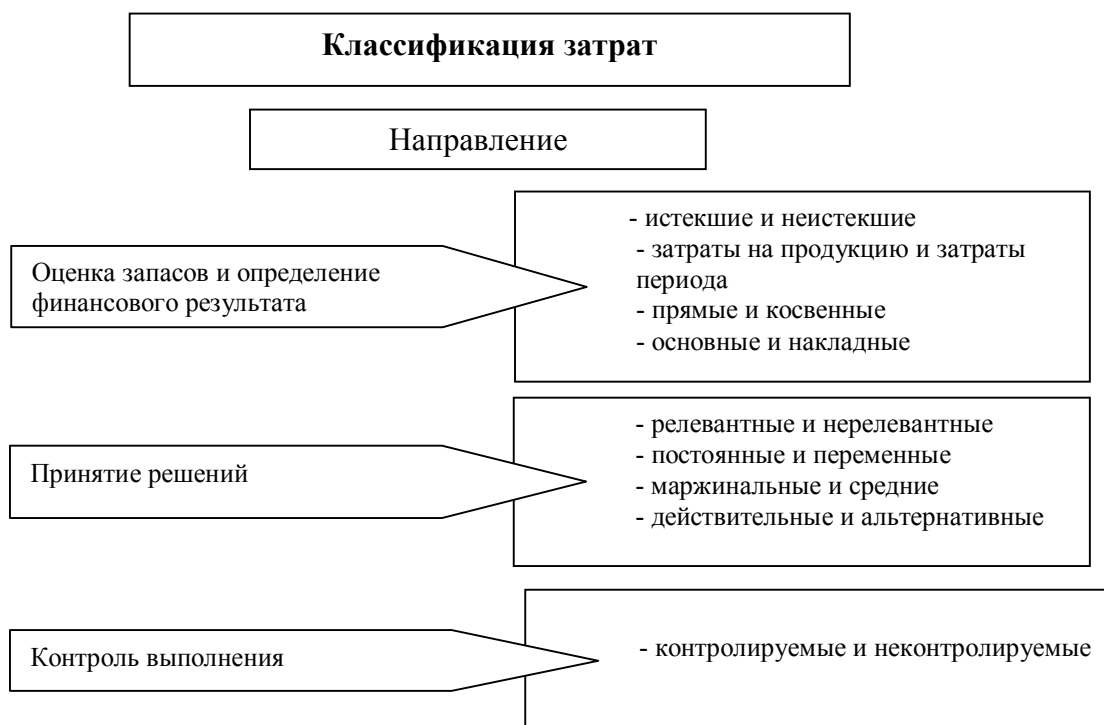 Классификация затрат
Направление
Оценка запасов и определение
финансового результата
- истекшие и неистекшие
- затраты на продукцию и затраты
периода
- прямые и косвенные
- основные и накладные
Принятие решений
- релевантные и нерелевантные
- постоянные и переменные
- маржинальные и средние
- действительные и альтернативные
Контроль выполнения
- контролируемые и неконтролируемые